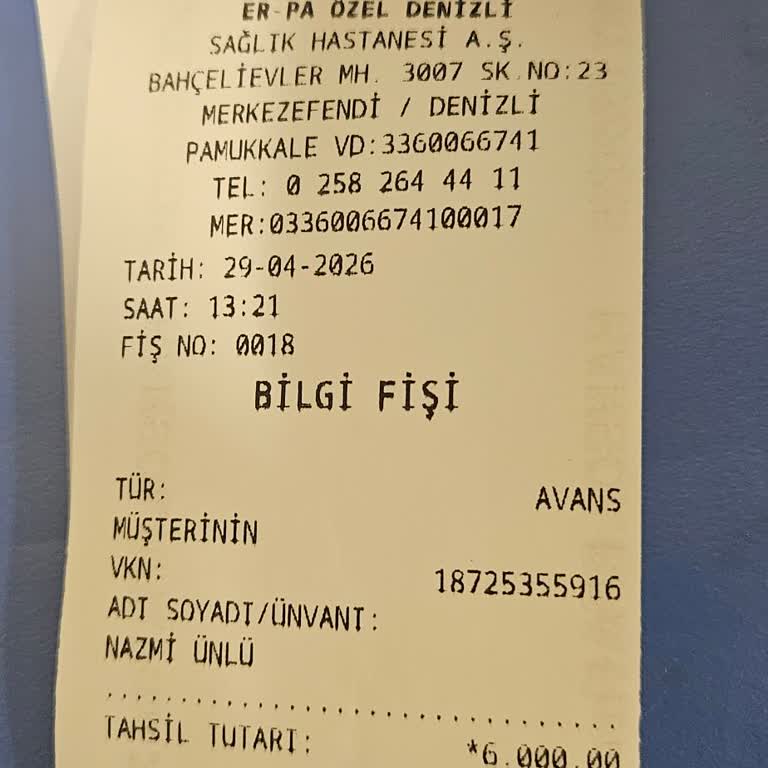 ER-PA ÖZEL DENİZLİ
SAĞLIK HASTANESİ A.Ş.
BAHÇELİEVLER MH. 3007 SK.NO:23
MERKEZEFENDİ / DENİZLİ
PAMUKKALE VD:3360066741
TEL: 0 258 264 44 11
MER:0336006674100017
TARİH: 29-04-2026
SAAT: 13:21
FİŞ NO: 0018
BİLGİ FİŞİ
TÜR: AVANS
MÜŞTERİNİN
VKN: 18725355916
ADI SOYADI/ÜNVANI:
NAZMİ ÜNLÜ
TAHSİL TUTARI: *6.000,00